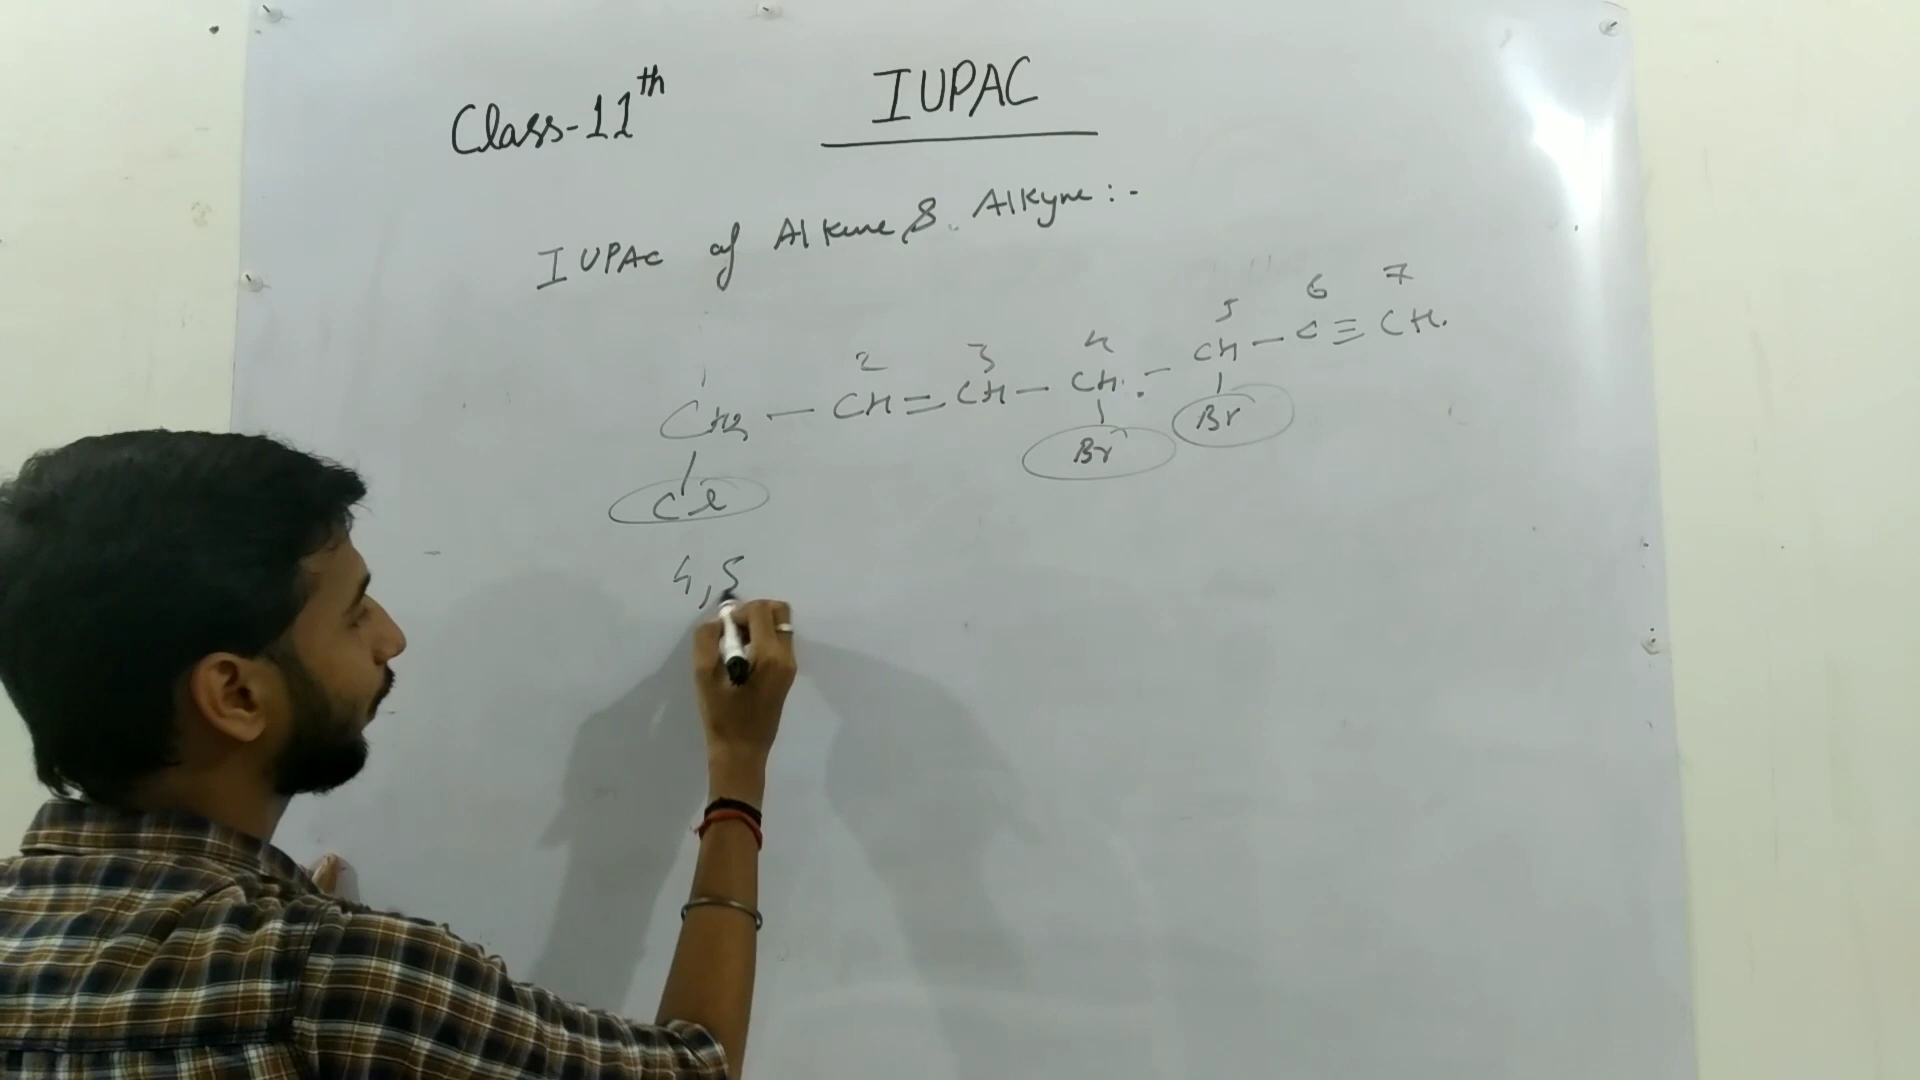 Class-11th
IUPAC
IUPAC of Alkene & Alkyne:-
1 2 3 4 5 6 7
CH2 — CH = CH — CH — CH — C ≡ CH
Cl Br Br
4,5